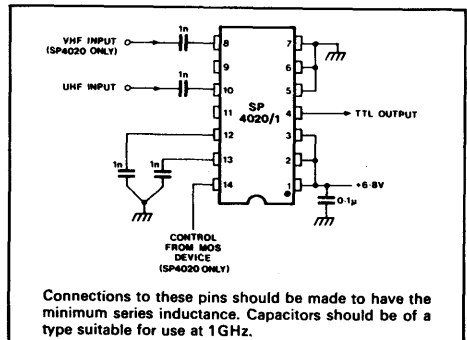 VHF INPUT
(SP4020 ONLY)
1n
8
7
9
6
UHF INPUT
1n
10
5
11
SP
4020/1
4
TTL OUTPUT
12
3
1n
1n
13
2
14
1
+6·8V
0·1µ
CONTROL
FROM MOS
DEVICE
(SP4020 ONLY)
Connections to these pins should be made to have the
minimum series inductance. Capacitors should be of a
type suitable for use at 1GHz.